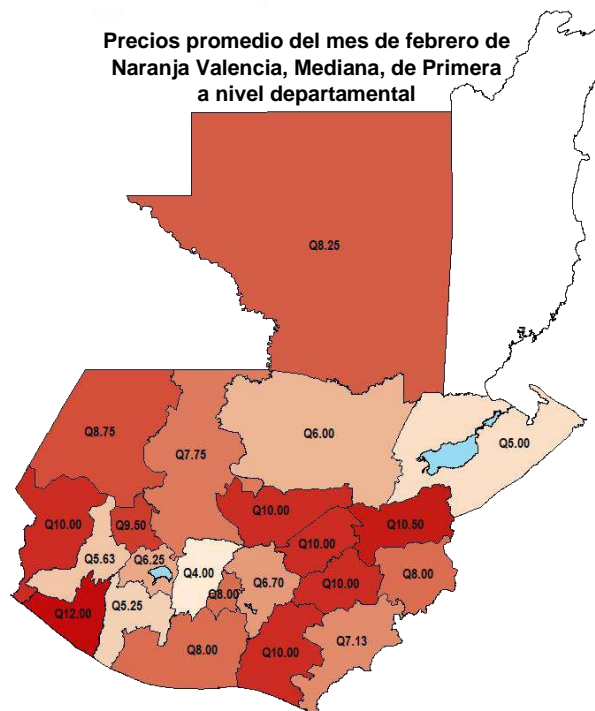 Precios promedio del mes de febrero de
Naranja Valencia, Mediana, de Primera
a nivel departamental
Q8.25
Q8.75
Q7.75
Q6.00
Q5.00
Q10.00
Q9.50
Q10.00
Q10.50
Q5.63
Q6.25
Q4.00
Q8.00
Q6.70
Q10.00
Q10.00
Q8.00
Q12.00
Q5.25
Q8.00
Q10.00
Q7.13